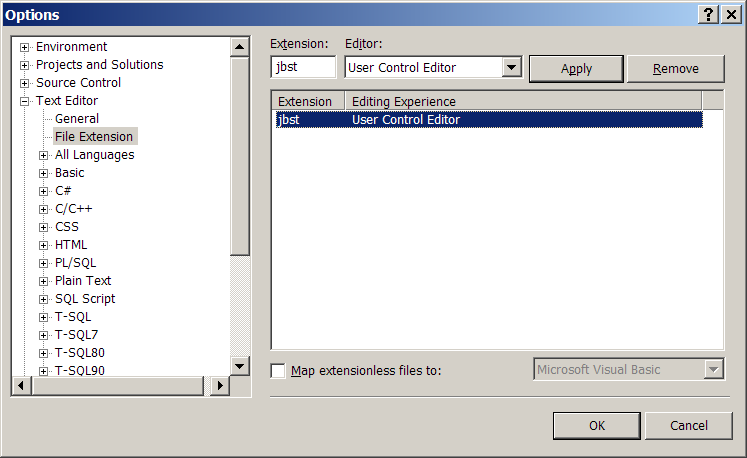 Options
Environment
Projects and Solutions
Source Control
Text Editor
General
File Extension
All Languages
Basic
C#
C/C++
CSS
HTML
PL/SQL
Plain Text
SQL Script
T-SQL
T-SQL7
T-SQL80
T-SQL90
Extension: Editor:
jbst User Control Editor Apply Remove
Extension Editing Experience
jbst User Control Editor
Map extensionless files to: Microsoft Visual Basic
OK Cancel